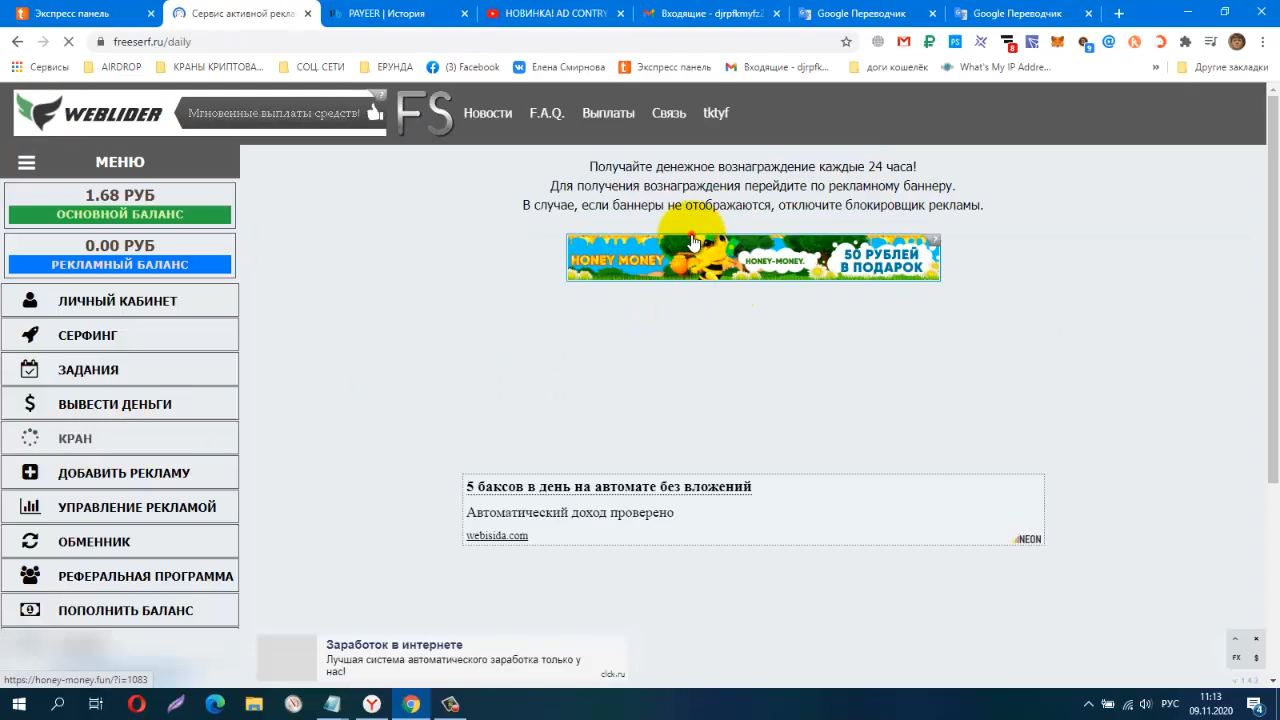 Экспресс панель
Сервис активной рекла
PAYEER | История
НОВИНКА! AD CONTRY
Входящие - djrpfkmyfz.
Google Переводчик
Google Переводчик
freeserf.ru/daily
Сервисы
AIRDROP
КРАНЫ КРИПТОВА...
СОЦ. СЕТИ
ЕРУНДА
(3) Facebook
Елена Смирнова
Экспресс панель
Входящие - djrpfk...
доги кошелёк
What's My IP Addre...
»
Другие закладки
WEBLIDER
Мгновенные выплаты средств!
FS
Новости
F.A.Q.
Выплаты
Связь
tktyf
МЕНЮ
1.68 РУБ
ОСНОВНОЙ БАЛАНС
0.00 РУБ
РЕКЛАМНЫЙ БАЛАНС
ЛИЧНЫЙ КАБИНЕТ
СЕРФИНГ
ЗАДАНИЯ
ВЫВЕСТИ ДЕНЬГИ
КРАН
ДОБАВИТЬ РЕКЛАМУ
УПРАВЛЕНИЕ РЕКЛАМОЙ
ОБМЕННИК
РЕФЕРАЛЬНАЯ ПРОГРАММА
ПОПОЛНИТЬ БАЛАНС
Получайте денежное вознаграждение каждые 24 часа!
Для получения вознаграждения перейдите по рекламному баннеру.
В случае, если баннеры не отображаются, отключите блокировщик рекламы.
HONEY MONEY
HONEY-MONEY.
50 РУБЛЕЙ
В ПОДАРОК
5 баксов в день на автомате без вложений
Автоматический доход проверено
webisida.com
NEON
Заработок в интернете
Лучшая система автоматического заработка только у
нас!
clck.ru
FX
$
v 1.4.3
https://honey-money.fun/?i=1083
РУС
11:13
09.11.2020
4